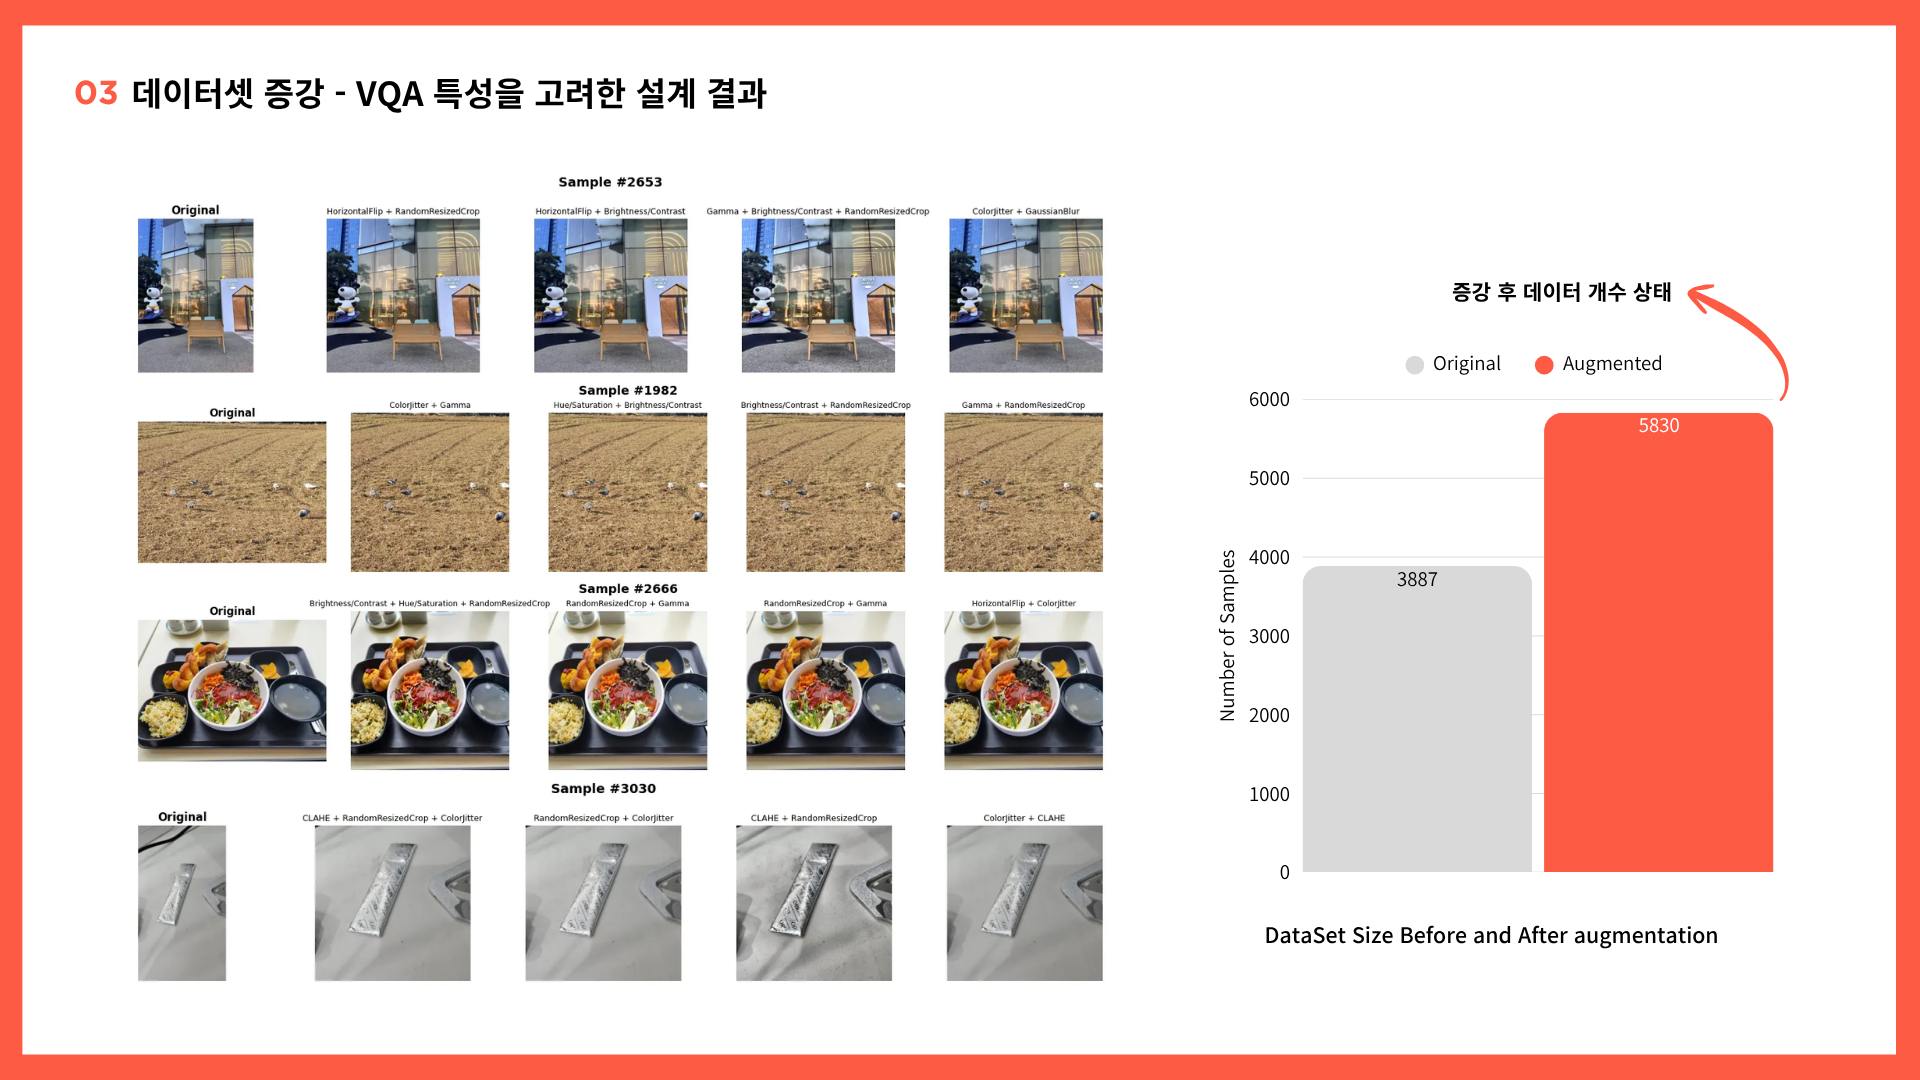 03 데이터셋 증강 - VQA 특성을 고려한 설계 결과
Sample #2653
Original
HorizontalFlip + RandomResizedCrop
HorizontalFlip + Brightness/Contrast
Gamma + Brightness/Contrast + RandomResizedCrop
ColorJitter + GaussianBlur
Sample #1982
Original
ColorJitter + Gamma
Hue/Saturation + Brightness/Contrast
Brightness/Contrast + RandomResizedCrop
Gamma + RandomResizedCrop
Sample #2666
Original
Brightness/Contrast + Hue/Saturation + RandomResizedCrop
RandomResizedCrop + Gamma
RandomResizedCrop + Gamma
HorizontalFlip + ColorJitter
Sample #3030
Original
CLAHE + RandomResizedCrop + ColorJitter
RandomResizedCrop + ColorJitter
CLAHE + RandomResizedCrop
ColorJitter + CLAHE
증강 후 데이터 개수 상태
Original
Augmented
Number of Samples
6000
5000
4000
3000
2000
1000
0
3887
5830
DataSet Size Before and After augmentation